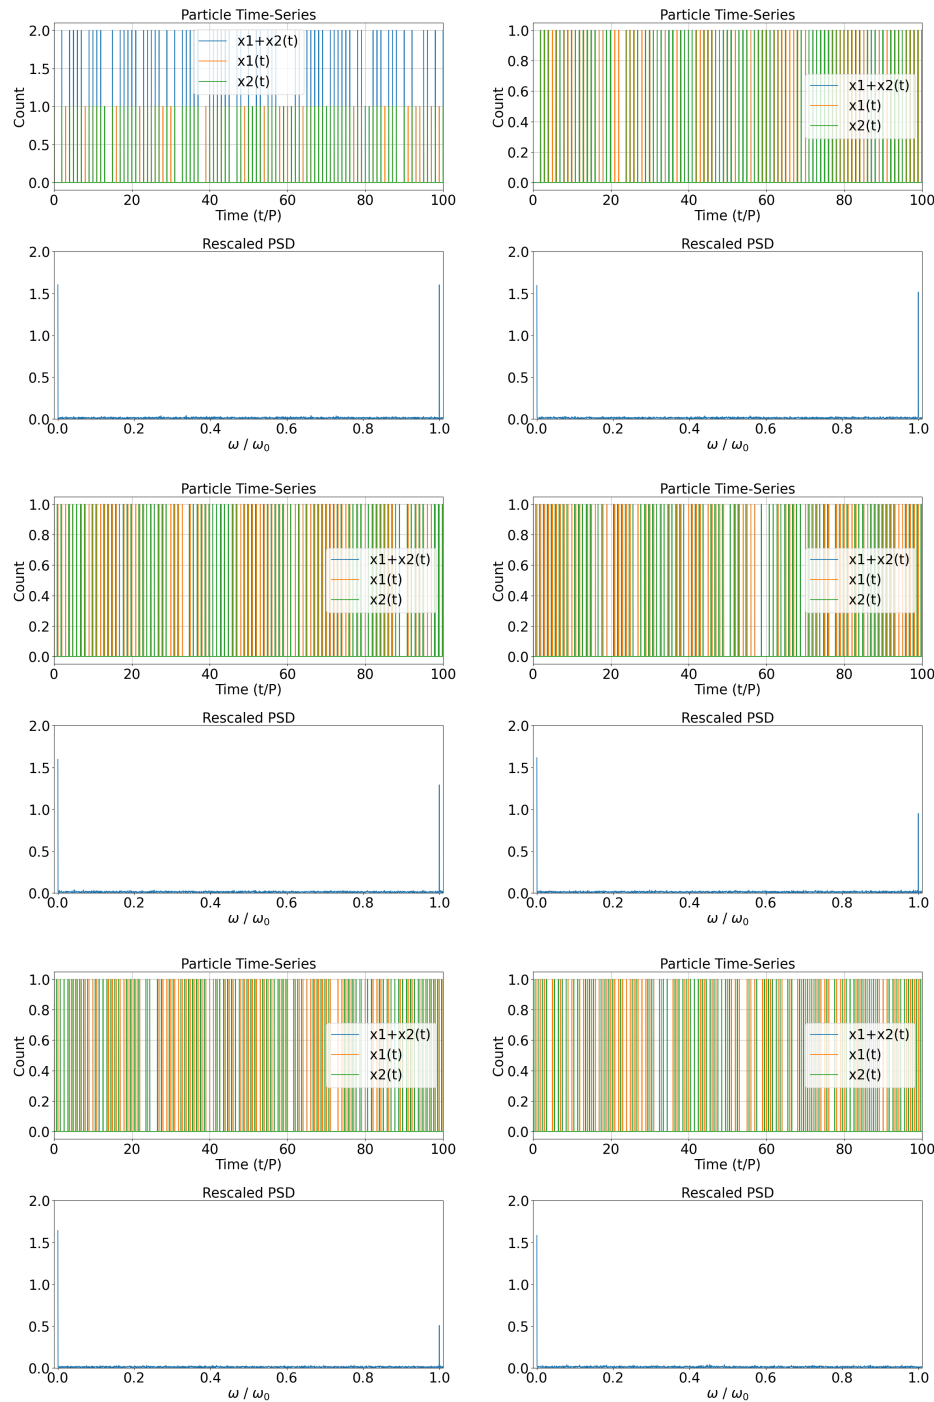 Particle Time-Series
2.0
1.5
1.0
0.5
0.0
Count
x1+x2(t)
x1(t)
x2(t)
0 20 40 60 80 100
Time (t/P)
Rescaled PSD
2.0
1.5
1.0
0.5
0.0
0.0 0.2 0.4 0.6 0.8 1.0
ω / ω₀
Particle Time-Series
1.0
0.8
0.6
0.4
0.2
0.0
Count
x1+x2(t)
x1(t)
x2(t)
0 20 40 60 80 100
Time (t/P)
Rescaled PSD
2.0
1.5
1.0
0.5
0.0
0.0 0.2 0.4 0.6 0.8 1.0
ω / ω₀
Particle Time-Series
1.0
0.8
0.6
0.4
0.2
0.0
Count
x1+x2(t)
x1(t)
x2(t)
0 20 40 60 80 100
Time (t/P)
Rescaled PSD
2.0
1.5
1.0
0.5
0.0
0.0 0.2 0.4 0.6 0.8 1.0
ω / ω₀
Particle Time-Series
1.0
0.8
0.6
0.4
0.2
0.0
Count
x1+x2(t)
x1(t)
x2(t)
0 20 40 60 80 100
Time (t/P)
Rescaled PSD
2.0
1.5
1.0
0.5
0.0
0.0 0.2 0.4 0.6 0.8 1.0
ω / ω₀
Particle Time-Series
1.0
0.8
0.6
0.4
0.2
0.0
Count
x1+x2(t)
x1(t)
x2(t)
0 20 40 60 80 100
Time (t/P)
Rescaled PSD
2.0
1.5
1.0
0.5
0.0
0.0 0.2 0.4 0.6 0.8 1.0
ω / ω₀
Particle Time-Series
1.0
0.8
0.6
0.4
0.2
0.0
Count
x1+x2(t)
x1(t)
x2(t)
0 20 40 60 80 100
Time (t/P)
Rescaled PSD
2.0
1.5
1.0
0.5
0.0
0.0 0.2 0.4 0.6 0.8 1.0
ω / ω₀